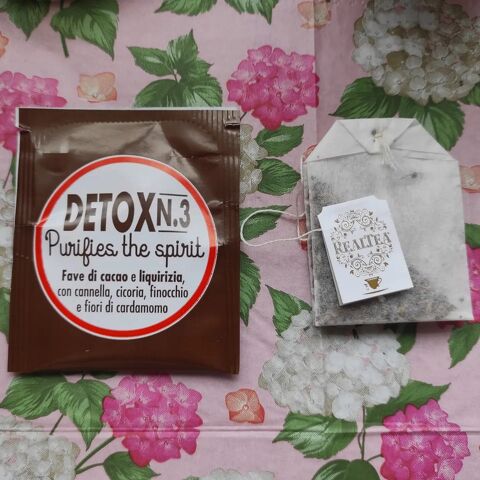 DETOX N.3
Purifies the spirit
Fave di cacao e liquirizia,
con cannella, cicoria, finocchio
e fiori di cardamomo
REALTEA